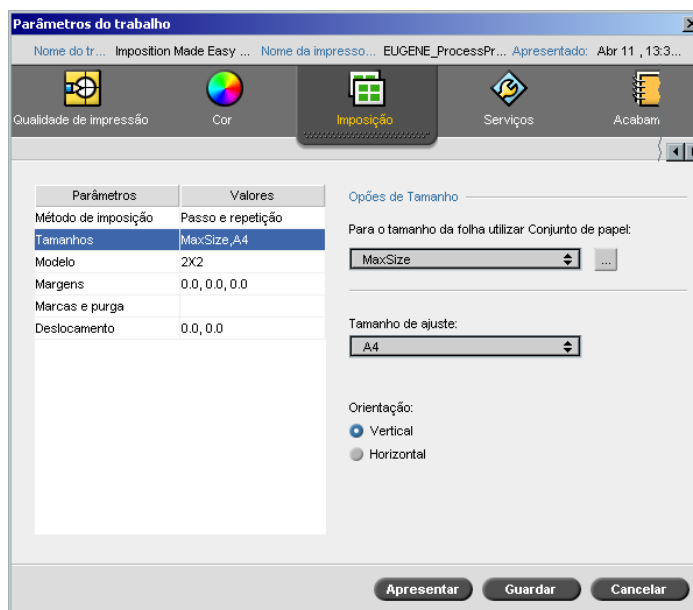 Parâmetros do trabalho
Nome do tr... Imposition Made Easy ... Nome da impresso... EUGENE_ProcessPr... Apresentado: Abr 11 , 13:3...
Qualidade de impressão Cor Imposição Serviços Acabam
Parâmetros Valores Opões de Tamanho
Método de imposição Passo e repetição
Para o tamanho da folha utilizar Conjunto de papel:
Tamanhos MaxSize,A4
Modelo 2X2 MaxSize ...
Margens 0.0, 0.0, 0.0
Marcas e purga
Deslocamento 0.0, 0.0 Tamanho de ajuste:
A4
Orientação:
Vertical
Horizontal
Apresentar Guardar Cancelar